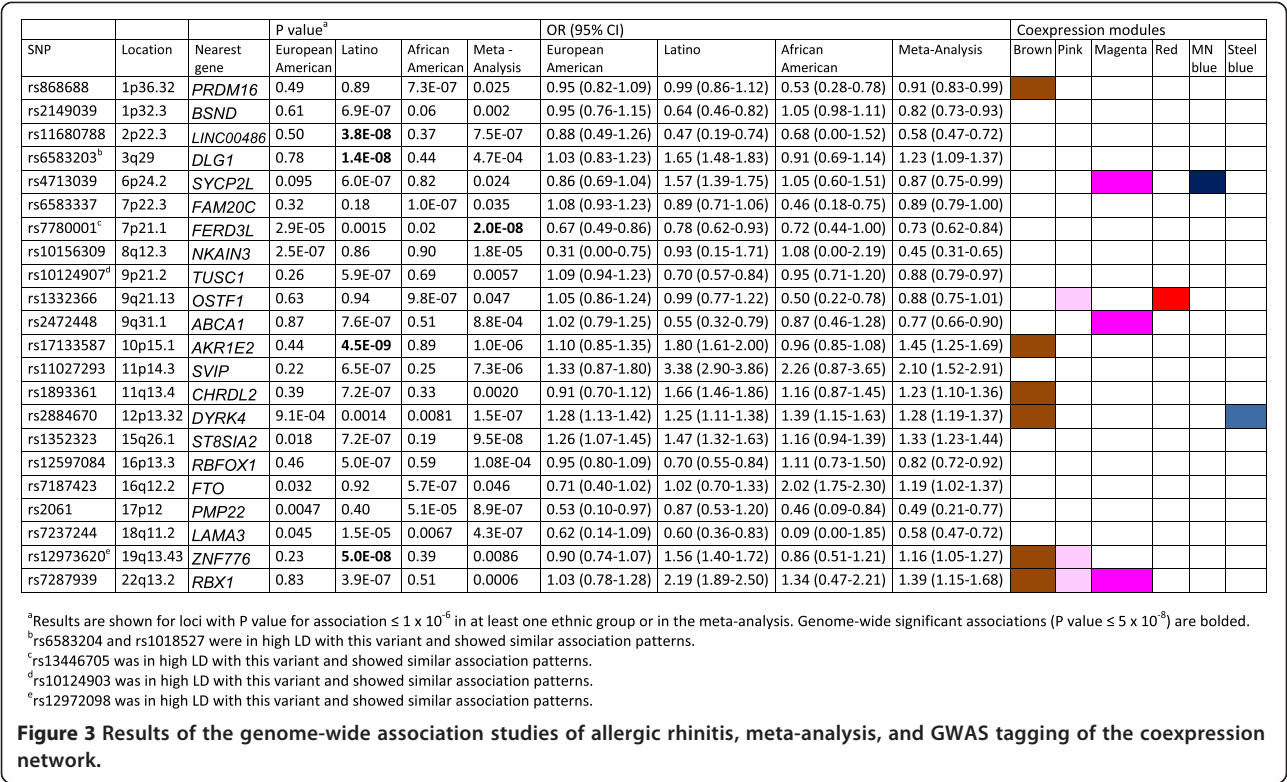 P value^a OR (95% CI) Coexpression modules
SNP Location Nearest gene European American Latino African American Meta - Analysis European American Latino African American Meta-Analysis Brown Pink Magenta Red MN blue Steel blue
rs868688 1p36.32 PRDM16 0.49 0.89 7.3E-07 0.025 0.95 (0.82-1.09) 0.99 (0.86-1.12) 0.53 (0.28-0.78) 0.91 (0.83-0.99)
rs2149039 1p32.3 BSND 0.61 6.9E-07 0.06 0.002 0.95 (0.76-1.15) 0.64 (0.46-0.82) 1.05 (0.98-1.11) 0.82 (0.73-0.93)
rs11680788 2p22.3 LINC00486 0.50 3.8E-08 0.37 7.5E-07 0.88 (0.49-1.26) 0.47 (0.19-0.74) 0.68 (0.00-1.52) 0.58 (0.47-0.72)
rs6583203^b 3q29 DLG1 0.78 1.4E-08 0.44 4.7E-04 1.03 (0.83-1.23) 1.65 (1.48-1.83) 0.91 (0.69-1.14) 1.23 (1.09-1.37)
rs4713039 6p24.2 SYCP2L 0.095 6.0E-07 0.82 0.024 0.86 (0.69-1.04) 1.57 (1.39-1.75) 1.05 (0.60-1.51) 0.87 (0.75-0.99)
rs6583337 7p22.3 FAM20C 0.32 0.18 1.0E-07 0.035 1.08 (0.93-1.23) 0.89 (0.71-1.06) 0.46 (0.18-0.75) 0.89 (0.79-1.00)
rs7780001^c 7p21.1 FERD3L 2.9E-05 0.0015 0.02 2.0E-08 0.67 (0.49-0.86) 0.78 (0.62-0.93) 0.72 (0.44-1.00) 0.73 (0.62-0.84)
rs10156309 8q12.3 NKAIN3 2.5E-07 0.86 0.90 1.8E-05 0.31 (0.00-0.75) 0.93 (0.15-1.71) 1.08 (0.00-2.19) 0.45 (0.31-0.65)
rs10124907^d 9p21.2 TUSC1 0.26 5.9E-07 0.69 0.0057 1.09 (0.94-1.23) 0.70 (0.57-0.84) 0.95 (0.71-1.20) 0.88 (0.79-0.97)
rs1332366 9q21.13 OSTF1 0.63 0.94 9.8E-07 0.047 1.05 (0.86-1.24) 0.99 (0.77-1.22) 0.50 (0.22-0.78) 0.88 (0.75-1.01)
rs2472448 9q31.1 ABCA1 0.87 7.6E-07 0.51 8.8E-04 1.02 (0.79-1.25) 0.55 (0.32-0.79) 0.87 (0.46-1.28) 0.77 (0.66-0.90)
rs17133587 10p15.1 AKR1E2 0.44 4.5E-09 0.89 1.0E-06 1.10 (0.85-1.35) 1.80 (1.61-2.00) 0.96 (0.85-1.08) 1.45 (1.25-1.69)
rs11027293 11p14.3 SVIP 0.22 6.5E-07 0.25 7.3E-06 1.33 (0.87-1.80) 3.38 (2.90-3.86) 2.26 (0.87-3.65) 2.10 (1.52-2.91)
rs1893361 11q13.4 CHRDL2 0.39 7.2E-07 0.33 0.0020 0.91 (0.70-1.12) 1.66 (1.46-1.86) 1.16 (0.87-1.45) 1.23 (1.10-1.36)
rs2884670 12p13.32 DYRK4 9.1E-04 0.0014 0.0081 1.5E-07 1.28 (1.13-1.42) 1.25 (1.11-1.38) 1.39 (1.15-1.63) 1.28 (1.19-1.37)
rs1352323 15q26.1 ST8SIA2 0.018 7.2E-07 0.19 9.5E-08 1.26 (1.07-1.45) 1.47 (1.32-1.63) 1.16 (0.94-1.39) 1.33 (1.23-1.44)
rs12597084 16p13.3 RBFOX1 0.46 5.0E-07 0.59 1.08E-04 0.95 (0.80-1.09) 0.70 (0.55-0.84) 1.11 (0.73-1.50) 0.82 (0.72-0.92)
rs7187423 16q12.2 FTO 0.032 0.92 5.7E-07 0.046 0.71 (0.40-1.02) 1.02 (0.70-1.33) 2.02 (1.75-2.30) 1.19 (1.02-1.37)
rs2061 17p12 PMP22 0.0047 0.40 5.1E-05 8.9E-07 0.53 (0.10-0.97) 0.87 (0.53-1.20) 0.46 (0.09-0.84) 0.49 (0.21-0.77)
rs7237244 18q11.2 LAMA3 0.045 1.5E-05 0.0067 4.3E-07 0.62 (0.14-1.09) 0.60 (0.36-0.83) 0.09 (0.00-1.85) 0.58 (0.47-0.72)
rs12973620^e 19q13.43 ZNF776 0.23 5.0E-08 0.39 0.0086 0.90 (0.74-1.07) 1.56 (1.40-1.72) 0.86 (0.51-1.21) 1.16 (1.05-1.27)
rs7287939 22q13.2 RBX1 0.83 3.9E-07 0.51 0.0006 1.03 (0.78-1.28) 2.19 (1.89-2.50) 1.34 (0.47-2.21) 1.39 (1.15-1.68)
^aResults are shown for loci with P value for association ≤ 1 x 10^-6 in at least one ethnic group or in the meta-analysis. Genome-wide significant associations (P value ≤ 5 x 10^-8) are bolded.
^brs6583204 and rs1018527 were in high LD with this variant and showed similar association patterns.
^crs13446705 was in high LD with this variant and showed similar association patterns.
^drs10124903 was in high LD with this variant and showed similar association patterns.
^ers12972098 was in high LD with this variant and showed similar association patterns.
Figure 3 Results of the genome-wide association studies of allergic rhinitis, meta-analysis, and GWAS tagging of the coexpression
network.